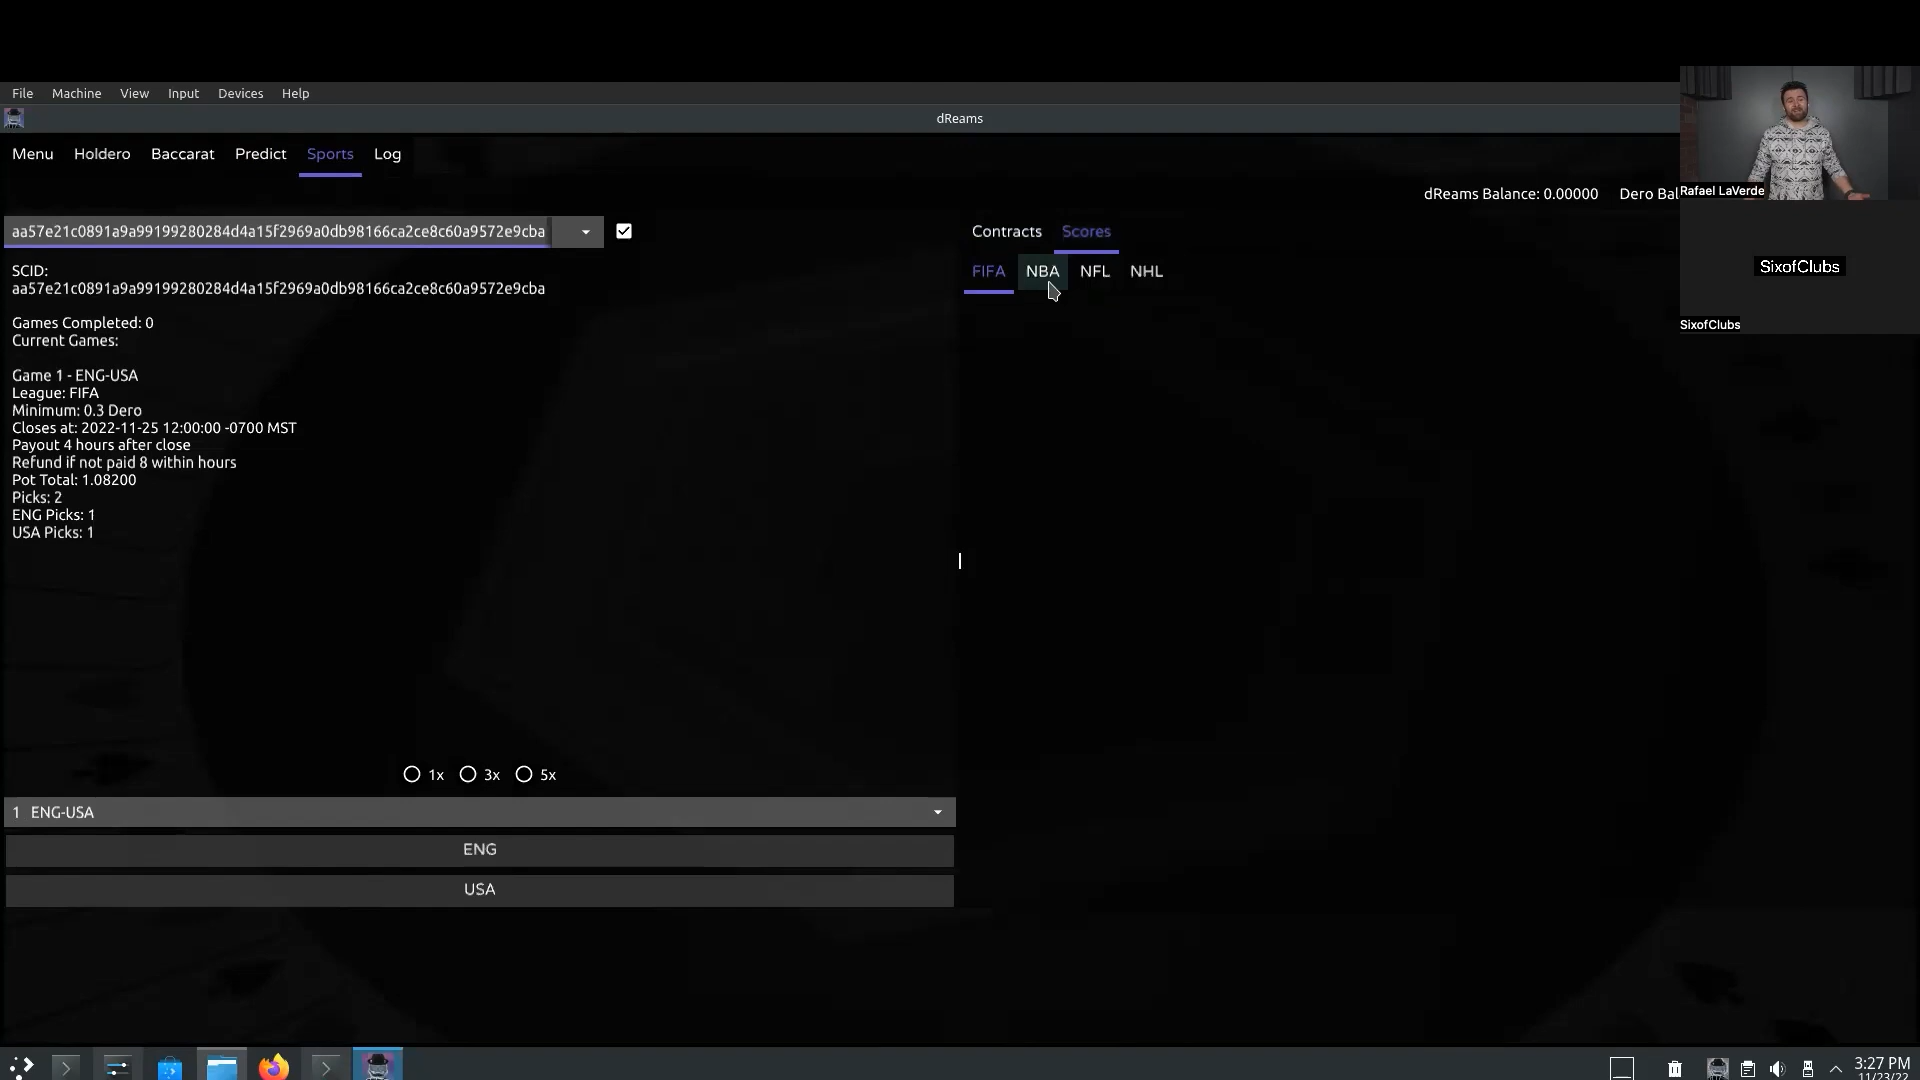 File Machine View Input Devices Help
dReams
Menu Holdero Baccarat Predict Sports Log
dReams Balance: 0.00000 Dero Bal
Rafael LaVerde
aa57e21c0891a9a99199280284d4a15f2969a0db98166ca2ce8c60a9572e9cba
Contracts Scores
SCID:
aa57e21c0891a9a99199280284d4a15f2969a0db98166ca2ce8c60a9572e9cba
FIFA NBA NFL NHL
SixofClubs
SixofClubs
Games Completed: 0
Current Games:
Game 1 - ENG-USA
League: FIFA
Minimum: 0.3 Dero
Closes at: 2022-11-25 12:00:00 -0700 MST
Payout 4 hours after close
Refund if not paid 8 within hours
Pot Total: 1.08200
Picks: 2
ENG Picks: 1
USA Picks: 1
1x 3x 5x
1 ENG-USA
ENG
USA
3:27 PM
11/23/22